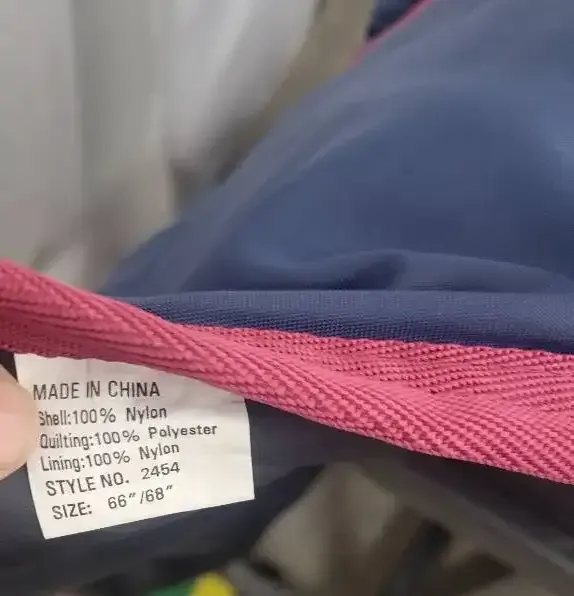 MADE IN CHINA
Shell:100% Nylon
Quilting:100% Polyester
Lining:100% Nylon
STYLE NO. 2454
SIZE: 66"/68"